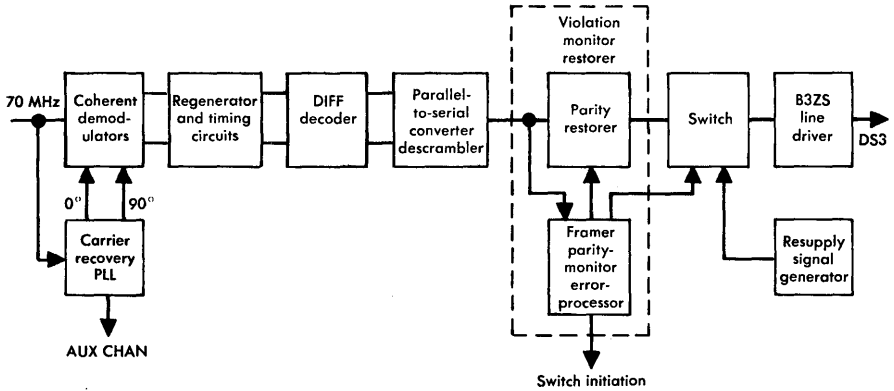 Violation
monitor
restorer
70 MHz
Coherent
demod-
ulators
Regenerator
and timing
circuits
DIFF
decoder
Parallel-
to-serial
converter
descrambler
Parity
restorer
Switch
B3ZS
line
driver
DS3
0°
90°
Carrier
recovery
PLL
Framer
parity-
monitor
error-
processor
Resupply
signal
generator
AUX CHAN
Switch initiation